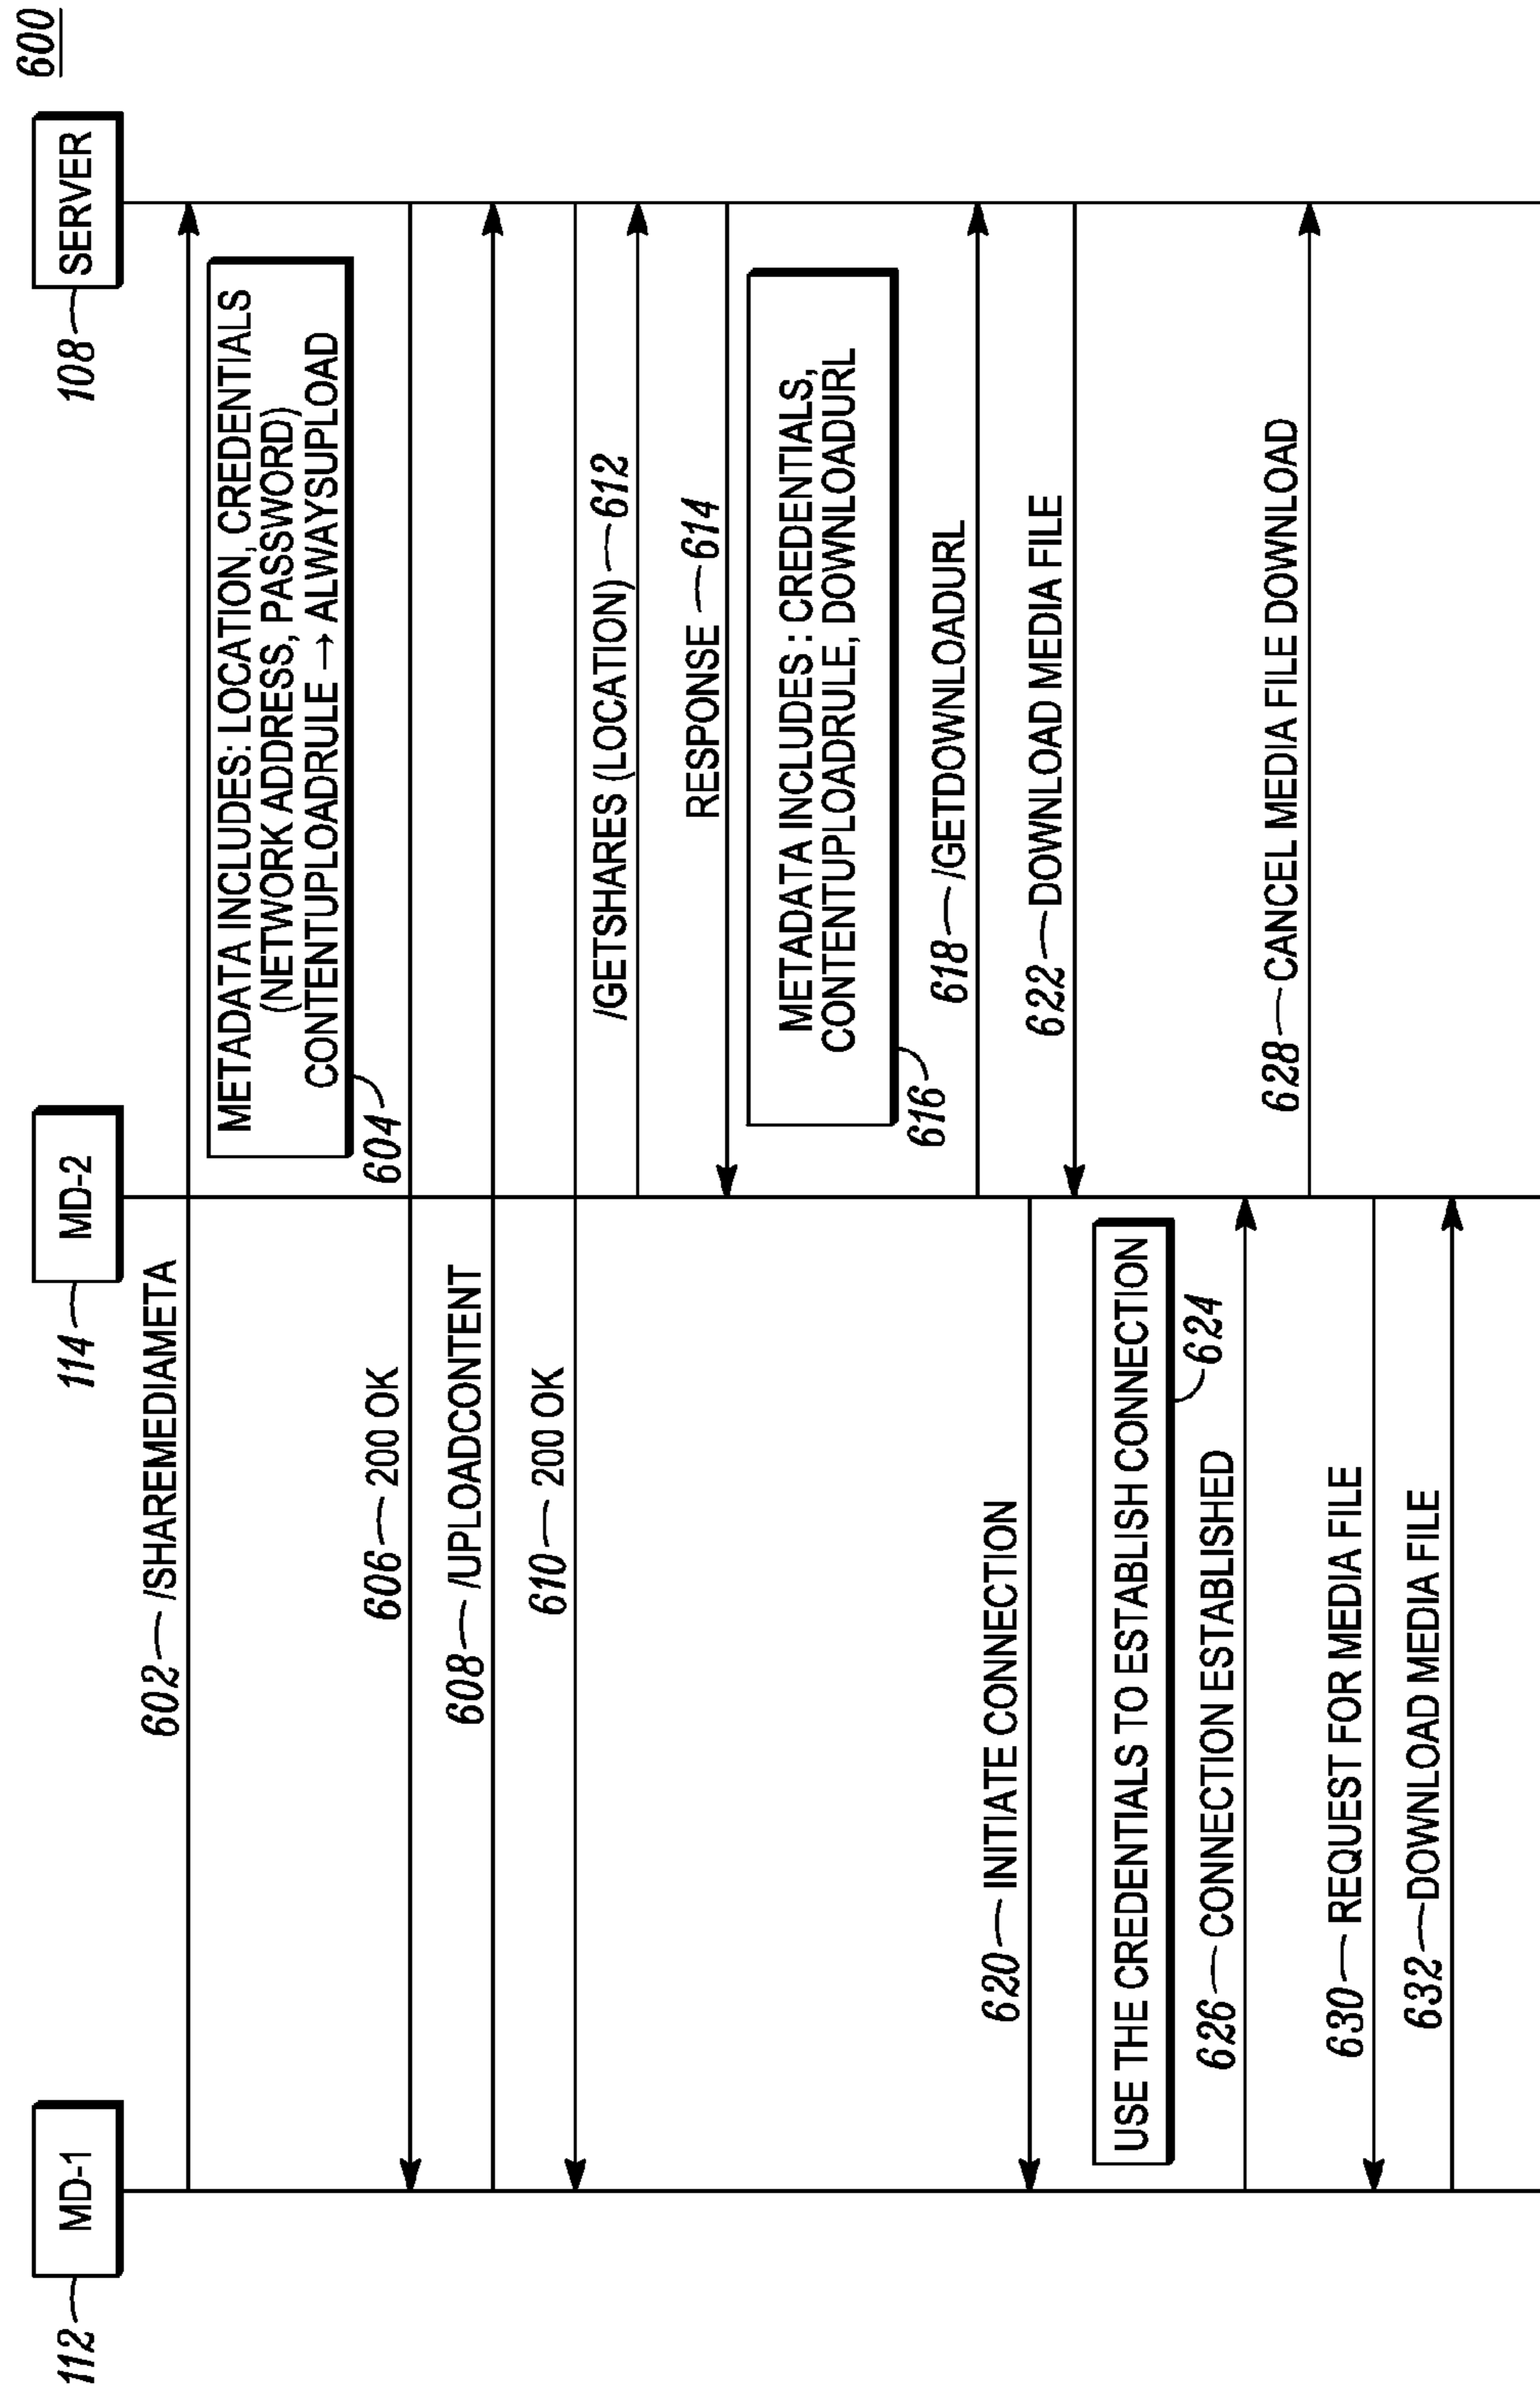 600
112 MD-1
114 MD-2
108 SERVER
602 /SHAREMEDIAMETA
METADATA INCLUDES: LOCATION, CREDENTIALS
(NETWORK ADDRESS, PASSWORD)
CONTENTUPLOADRULE → ALWAYSUPLOAD
604
606 200 OK
608 /UPLOADCONTENT
610 200 OK
/GETSHARES (LOCATION) 612
RESPONSE 614
METADATA INCLUDES : CREDENTIALS,
CONTENTUPLOADRULE, DOWNLOADURL
616
618 /GETDOWNLOADURL
620 INITIATE CONNECTION
622 DOWNLOAD MEDIA FILE
USE THE CREDENTIALS TO ESTABLISH CONNECTION
624
626 CONNECTION ESTABLISHED
628 CANCEL MEDIA FILE DOWNLOAD
630 REQUEST FOR MEDIA FILE
632 DOWNLOAD MEDIA FILE